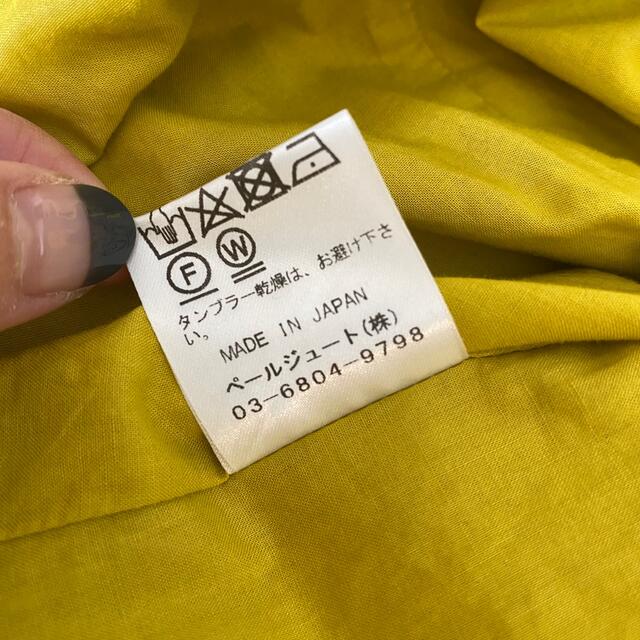 F W
タンブラー乾燥は、お避け下さ
い。
MADE IN JAPAN
ペールジュート(株)
03-6804-9798